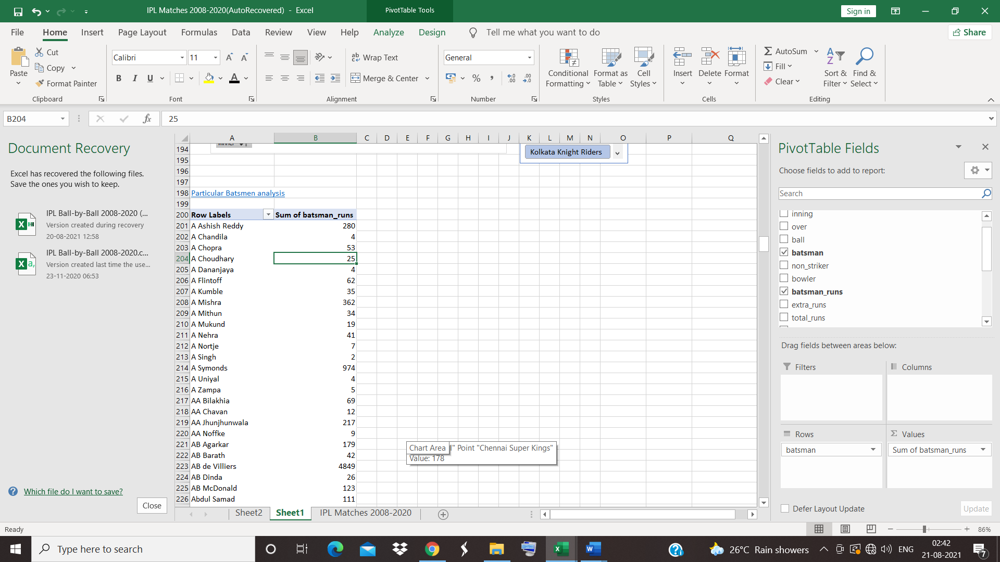 IPL Matches 2008-2020(AutoRecovered) - Excel
PivotTable Tools
Sign in
File Home Insert Page Layout Formulas Data Review View Help Analyze Design Tell me what you want to do Share
Paste
Cut
Copy
Format Painter
Clipboard
Calibri 11
B I U
Font
Wrap Text
Merge & Center
Alignment
General
Number
Conditional Formatting
Format as Table
Cell Styles
Styles
Insert Delete Format
Cells
AutoSum
Fill
Clear
Sort & Filter
Find & Select
Editing
B204 fx 25
Document Recovery
Excel has recovered the following files.
Save the ones you wish to keep.
IPL Ball-by-Ball 2008-2020 (...
Version created during recovery
20-08-2021 12:58
IPL Ball-by-Ball 2008-2020.c...
Version created last time the use...
23-11-2020 06:53
Which file do I want to save?
Close
A B C D E F G H I J K L M N O P Q
194 Kolkata Knight Riders
195
196
197
198 Particular Batsmen analysis
199
200 Row Labels Sum of batsman_runs
201 A Ashish Reddy 280
202 A Chandila 4
203 A Chopra 53
204 A Choudhary 25
205 A Dananjaya 4
206 A Flintoff 62
207 A Kumble 35
208 A Mishra 362
209 A Mithun 34
210 A Mukund 19
211 A Nehra 41
212 A Nortje 7
213 A Singh 2
214 A Symonds 974
215 A Uniyal 4
216 A Zampa 5
217 AA Bilakhia 69
218 AA Chavan 12
219 AA Jhunjhunwala 217
220 AA Noffke 9
221 AB Agarkar 179
222 AB Barath 42
223 AB de Villiers 4849
224 AB Dinda 26
225 AB McDonald 123
226 Abdul Samad 111
Chart Area " Point "Chennai Super Kings"
Value: 178
Sheet2 Sheet1 IPL Matches 2008-2020
PivotTable Fields
Choose fields to add to report:
Search
inning
over
ball
batsman
non_striker
bowler
batsman_runs
extra_runs
total_runs
Drag fields between areas below:
Filters
Columns
Rows
Values
batsman
Sum of batsman_runs
Defer Layout Update
Update
Ready
86%
Type here to search
26°C Rain showers
ENG
02:42
21-08-2021
7